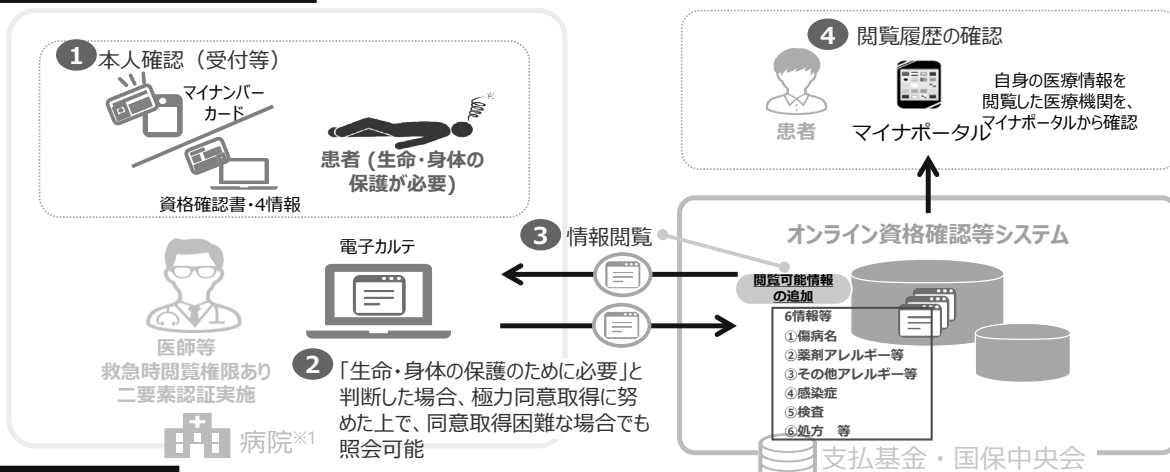 1 本人確認（受付等）
マイナンバー
カード
資格確認書・4情報
患者 (生命・身体の
保護が必要)
医師等
救急時閲覧権限あり
二要素認証実施
病院※1
電子カルテ
2 「生命・身体の保護のために必要」と
判断した場合、極力同意取得に努
めた上で、同意取得困難な場合でも
照会可能
3 情報閲覧
4 閲覧履歴の確認
患者
マイナポータル
自身の医療情報を
閲覧した医療機関を、
マイナポータルから確認
オンライン資格確認等システム
閲覧可能情報
の追加
6情報等
①傷病名
②薬剤アレルギー等
③その他アレルギー等
④感染症
⑤検査
⑥処方　等
支払基金・国保中央会